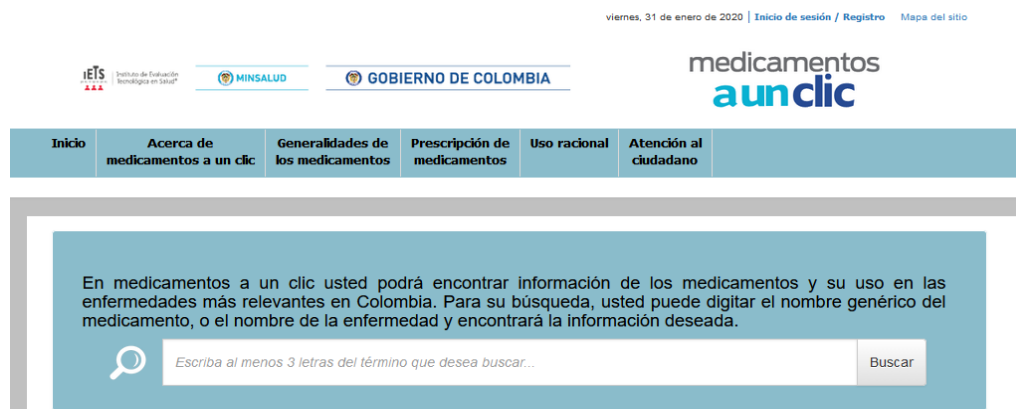 viernes, 31 de enero de 2020 | Inicio de sesión / Registro Mapa del sitio
IETS Instituto de Evaluación
Tecnológica en Salud®
MINSALUD
GOBIERNO DE COLOMBIA
medicamentos
a un clic
Inicio
Acerca de
medicamentos a un clic
Generalidades de
los medicamentos
Prescripción de
medicamentos
Uso racional
Atención al
ciudadano
En medicamentos a un clic usted podrá encontrar información de los medicamentos y su uso en las
enfermedades más relevantes en Colombia. Para su búsqueda, usted puede digitar el nombre genérico del
medicamento, o el nombre de la enfermedad y encontrará la información deseada.
Escriba al menos 3 letras del término que desea buscar...
Buscar